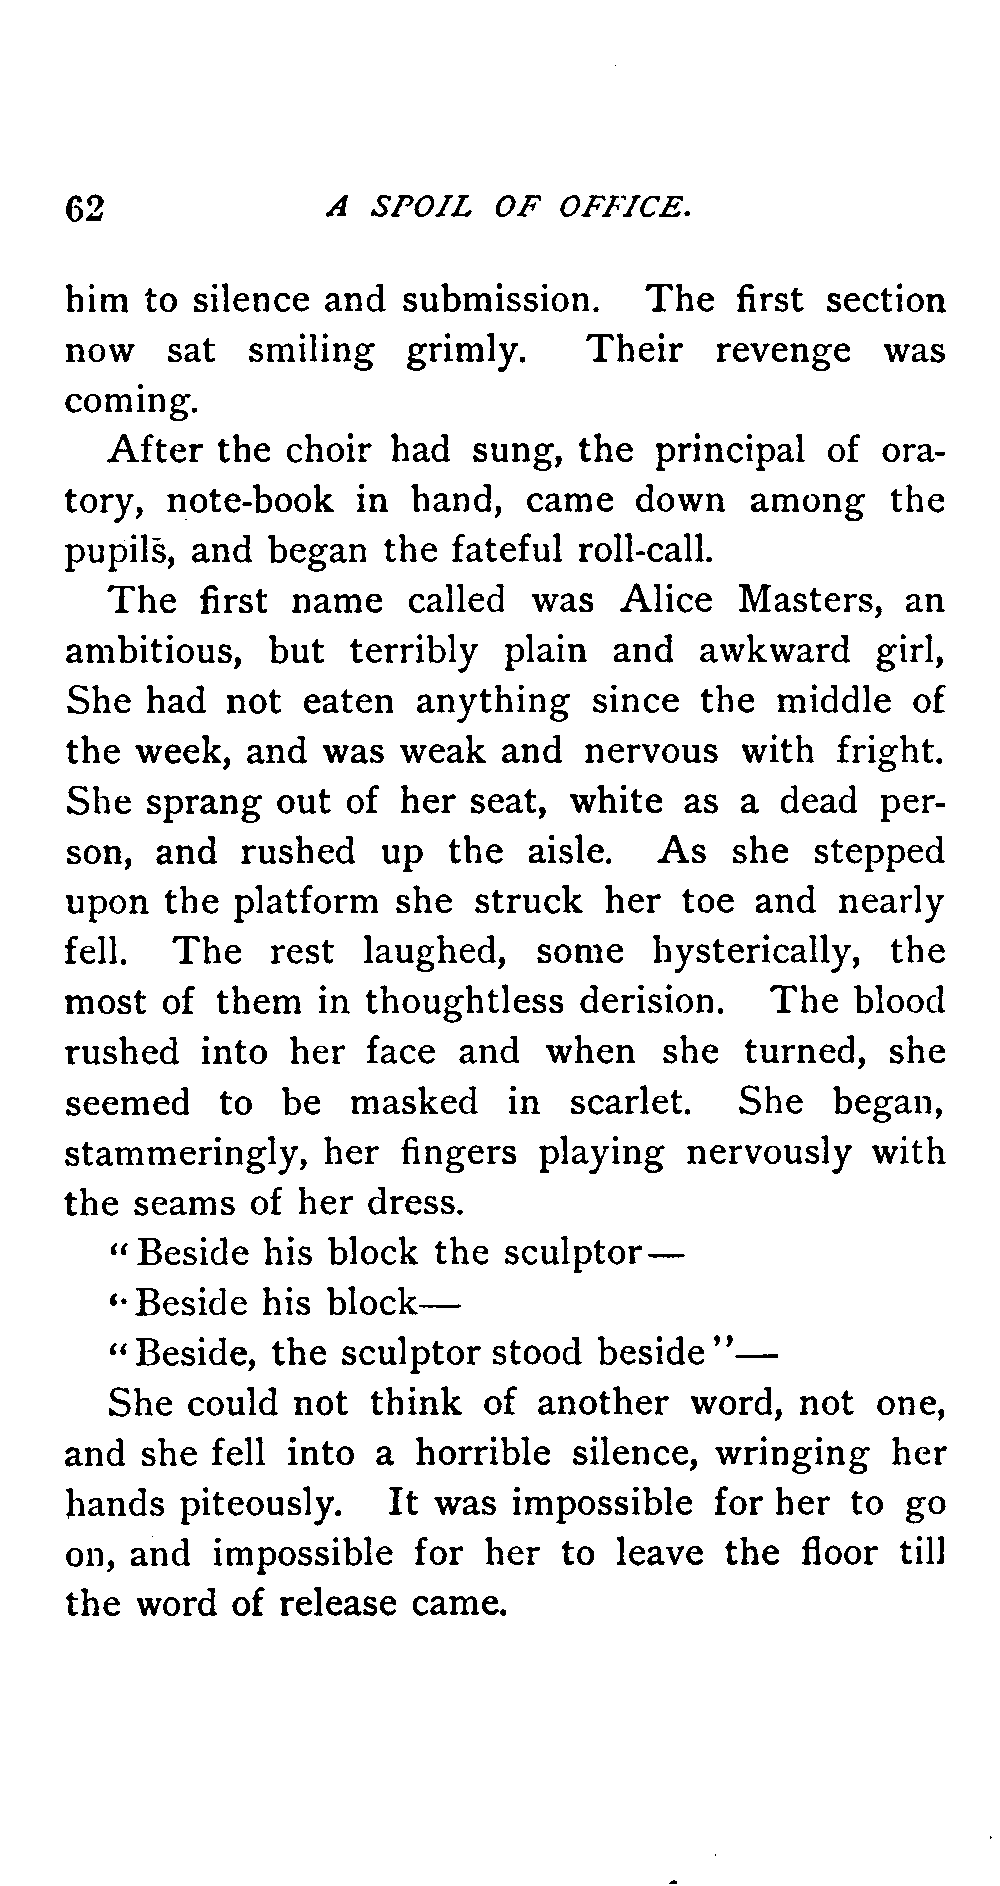 62 A SPOIL OF OFFICE.
him to silence and submission. The first section
now sat smiling grimly. Their revenge was
coming.
After the choir had sung, the principal of ora-
tory, note-book in hand, came down among the
pupils, and began the fateful roll-call.
The first name called was Alice Masters, an
ambitious, but terribly plain and awkward girl,
She had not eaten anything since the middle of
the week, and was weak and nervous with fright.
She sprang out of her seat, white as a dead per-
son, and rushed up the aisle. As she stepped
upon the platform she struck her toe and nearly
fell. The rest laughed, some hysterically, the
most of them in thoughtless derision. The blood
rushed into her face and when she turned, she
seemed to be masked in scarlet. She began,
stammeringly, her fingers playing nervously with
the seams of her dress.
“Beside his block the sculptor—
“Beside his block—
“Beside, the sculptor stood beside”—
She could not think of another word, not one,
and she fell into a horrible silence, wringing her
hands piteously. It was impossible for her to go
on, and impossible for her to leave the floor till
the word of release came.